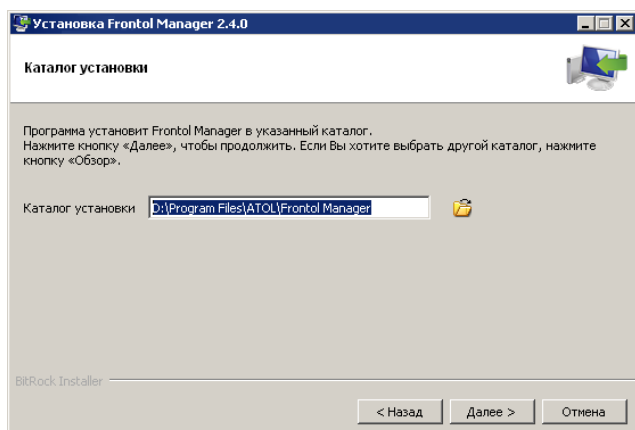 Установка Frontol Manager 2.4.0
Каталог установки
Программа установит Frontol Manager в указанный каталог.
Нажмите кнопку «Далее», чтобы продолжить. Если Вы хотите выбрать другой каталог, нажмите
кнопку «Обзор».
Каталог установки D:\Program Files\ATOL\Frontol Manager
BitRock Installer
< Назад Далее > Отмена